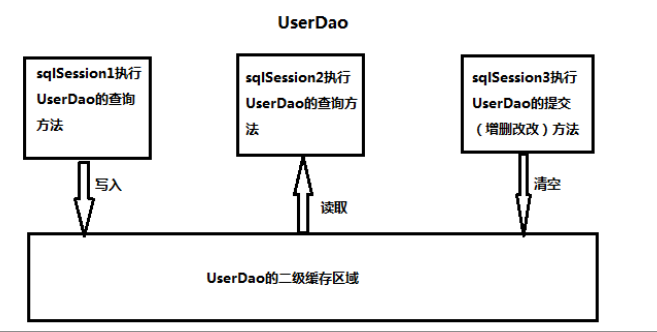 UserDao
sqlSession1执行
UserDao的查询
方法
sqlSession2执行
UserDao的查询方
法
sqlSession3执行
UserDao的提交
（增删改改）方法
写入
读取
清空
UserDao的二级缓存区域